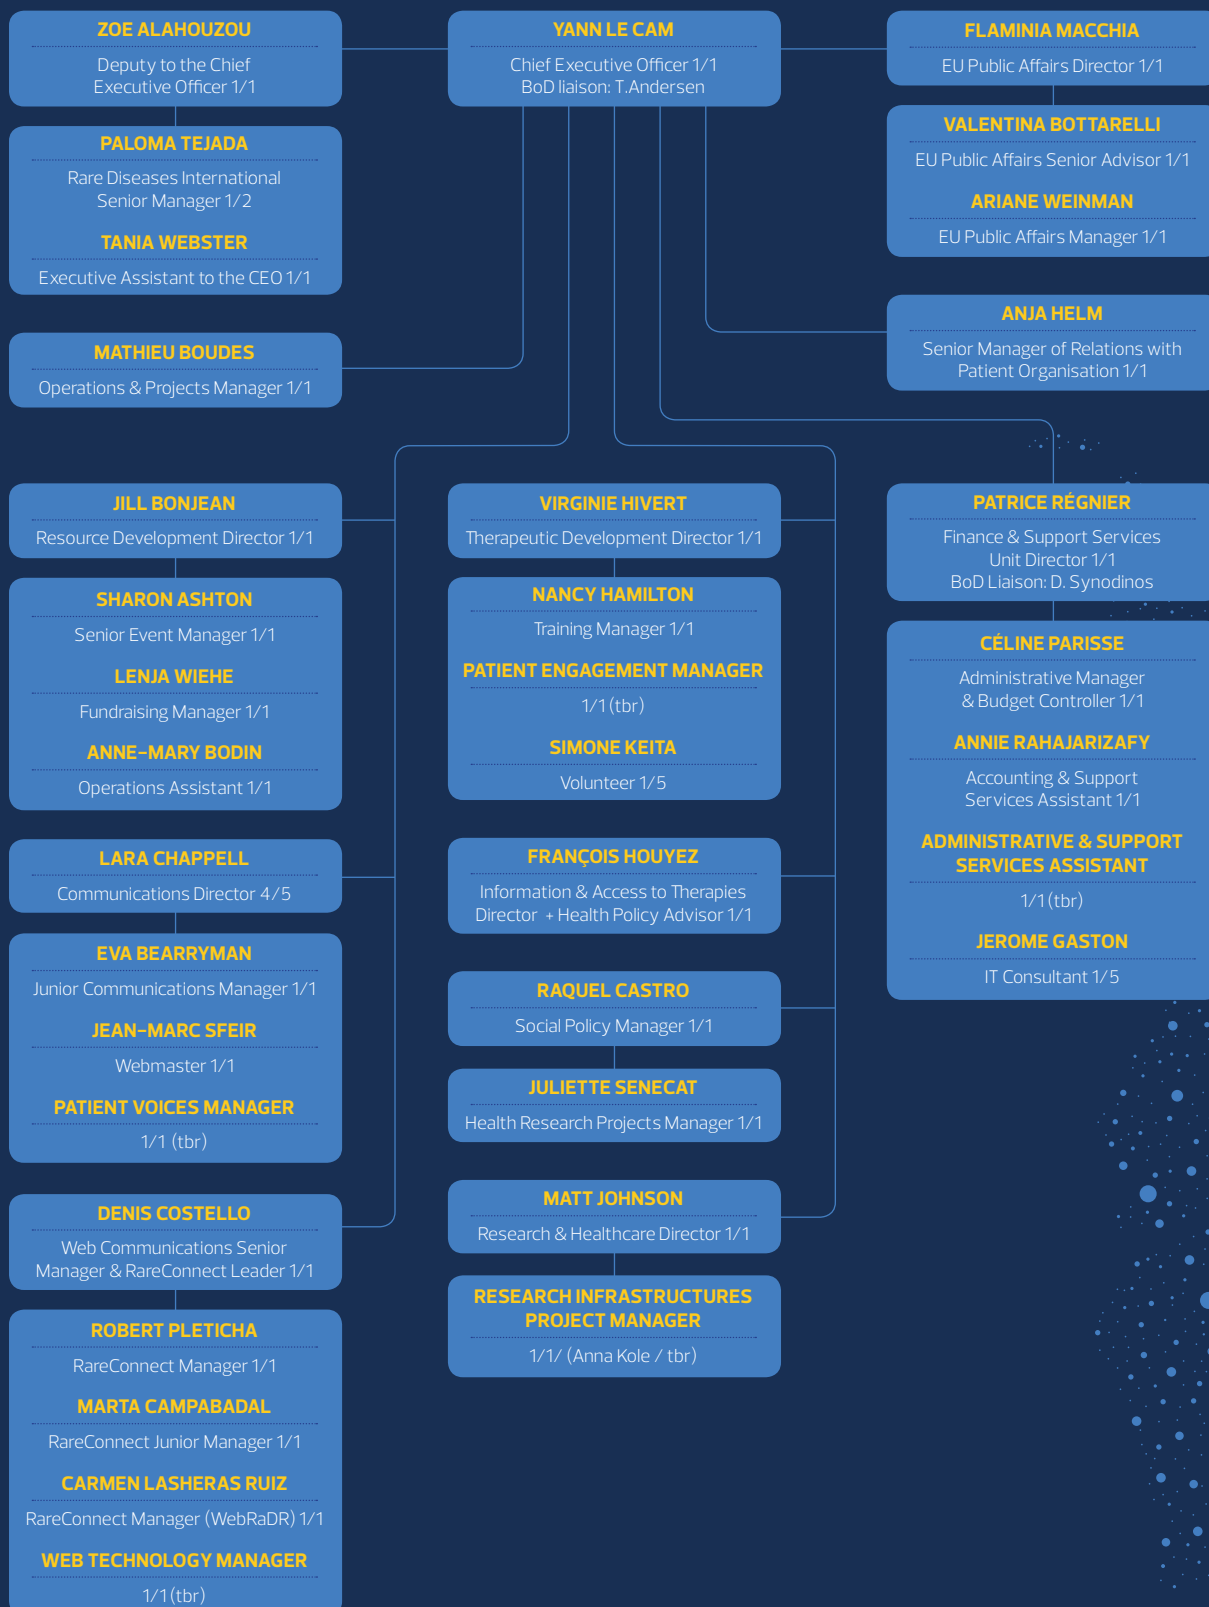 ZOE ALAHOUZOU
Deputy to the Chief
Executive Officer 1/1
PALOMA TEJADA
Rare Diseases International
Senior Manager 1/2
TANIA WEBSTER
Executive Assistant to the CEO 1/1
MATHIEU BOUDES
Operations & Projects Manager 1/1
YANN LE CAM
Chief Executive Officer 1/1
BoD liaison: T.Andersen
FLAMINIA MACCHIA
EU Public Affairs Director 1/1
VALENTINA BOTTARELLI
EU Public Affairs Senior Advisor 1/1
ARIANE WEINMAN
EU Public Affairs Manager 1/1
ANJA HELM
Senior Manager of Relations with
Patient Organisation 1/1
JILL BONJEAN
Resource Development Director 1/1
SHARON ASHTON
Senior Event Manager 1/1
LENJA WIEHE
Fundraising Manager 1/1
ANNE-MARY BODIN
Operations Assistant 1/1
LARA CHAPPELL
Communications Director 4/5
EVA BEARRYMAN
Junior Communications Manager 1/1
JEAN-MARC SFEIR
Webmaster 1/1
PATIENT VOICES MANAGER
1/1 (tbr)
DENIS COSTELLO
Web Communications Senior
Manager & RareConnect Leader 1/1
ROBERT PLETICHA
RareConnect Manager 1/1
MARTA CAMPABADAL
RareConnect Junior Manager 1/1
CARMEN LASHERAS RUIZ
RareConnect Manager (WebRaDR) 1/1
WEB TECHNOLOGY MANAGER
1/1 (tbr)
VIRGINIE HIVERT
Therapeutic Development Director 1/1
NANCY HAMILTON
Training Manager 1/1
PATIENT ENGAGEMENT MANAGER
1/1 (tbr)
SIMONE KEITA
Volunteer 1/5
FRANÇOIS HOUYEZ
Information & Access to Therapies
Director + Health Policy Advisor 1/1
RAQUEL CASTRO
Social Policy Manager 1/1
JULIETTE SENECAT
Health Research Projects Manager 1/1
MATT JOHNSON
Research & Healthcare Director 1/1
RESEARCH INFRASTRUCTURES
PROJECT MANAGER
1/1/ (Anna Kole / tbr)
PATRICE RÉGNIER
Finance & Support Services
Unit Director 1/1
BoD Liaison: D. Synodinos
CÉLINE PARISSE
Administrative Manager
& Budget Controller 1/1
ANNIE RAHAJARIZAFY
Accounting & Support
Services Assistant 1/1
ADMINISTRATIVE & SUPPORT
SERVICES ASSISTANT
1/1 (tbr)
JEROME GASTON
IT Consultant 1/5